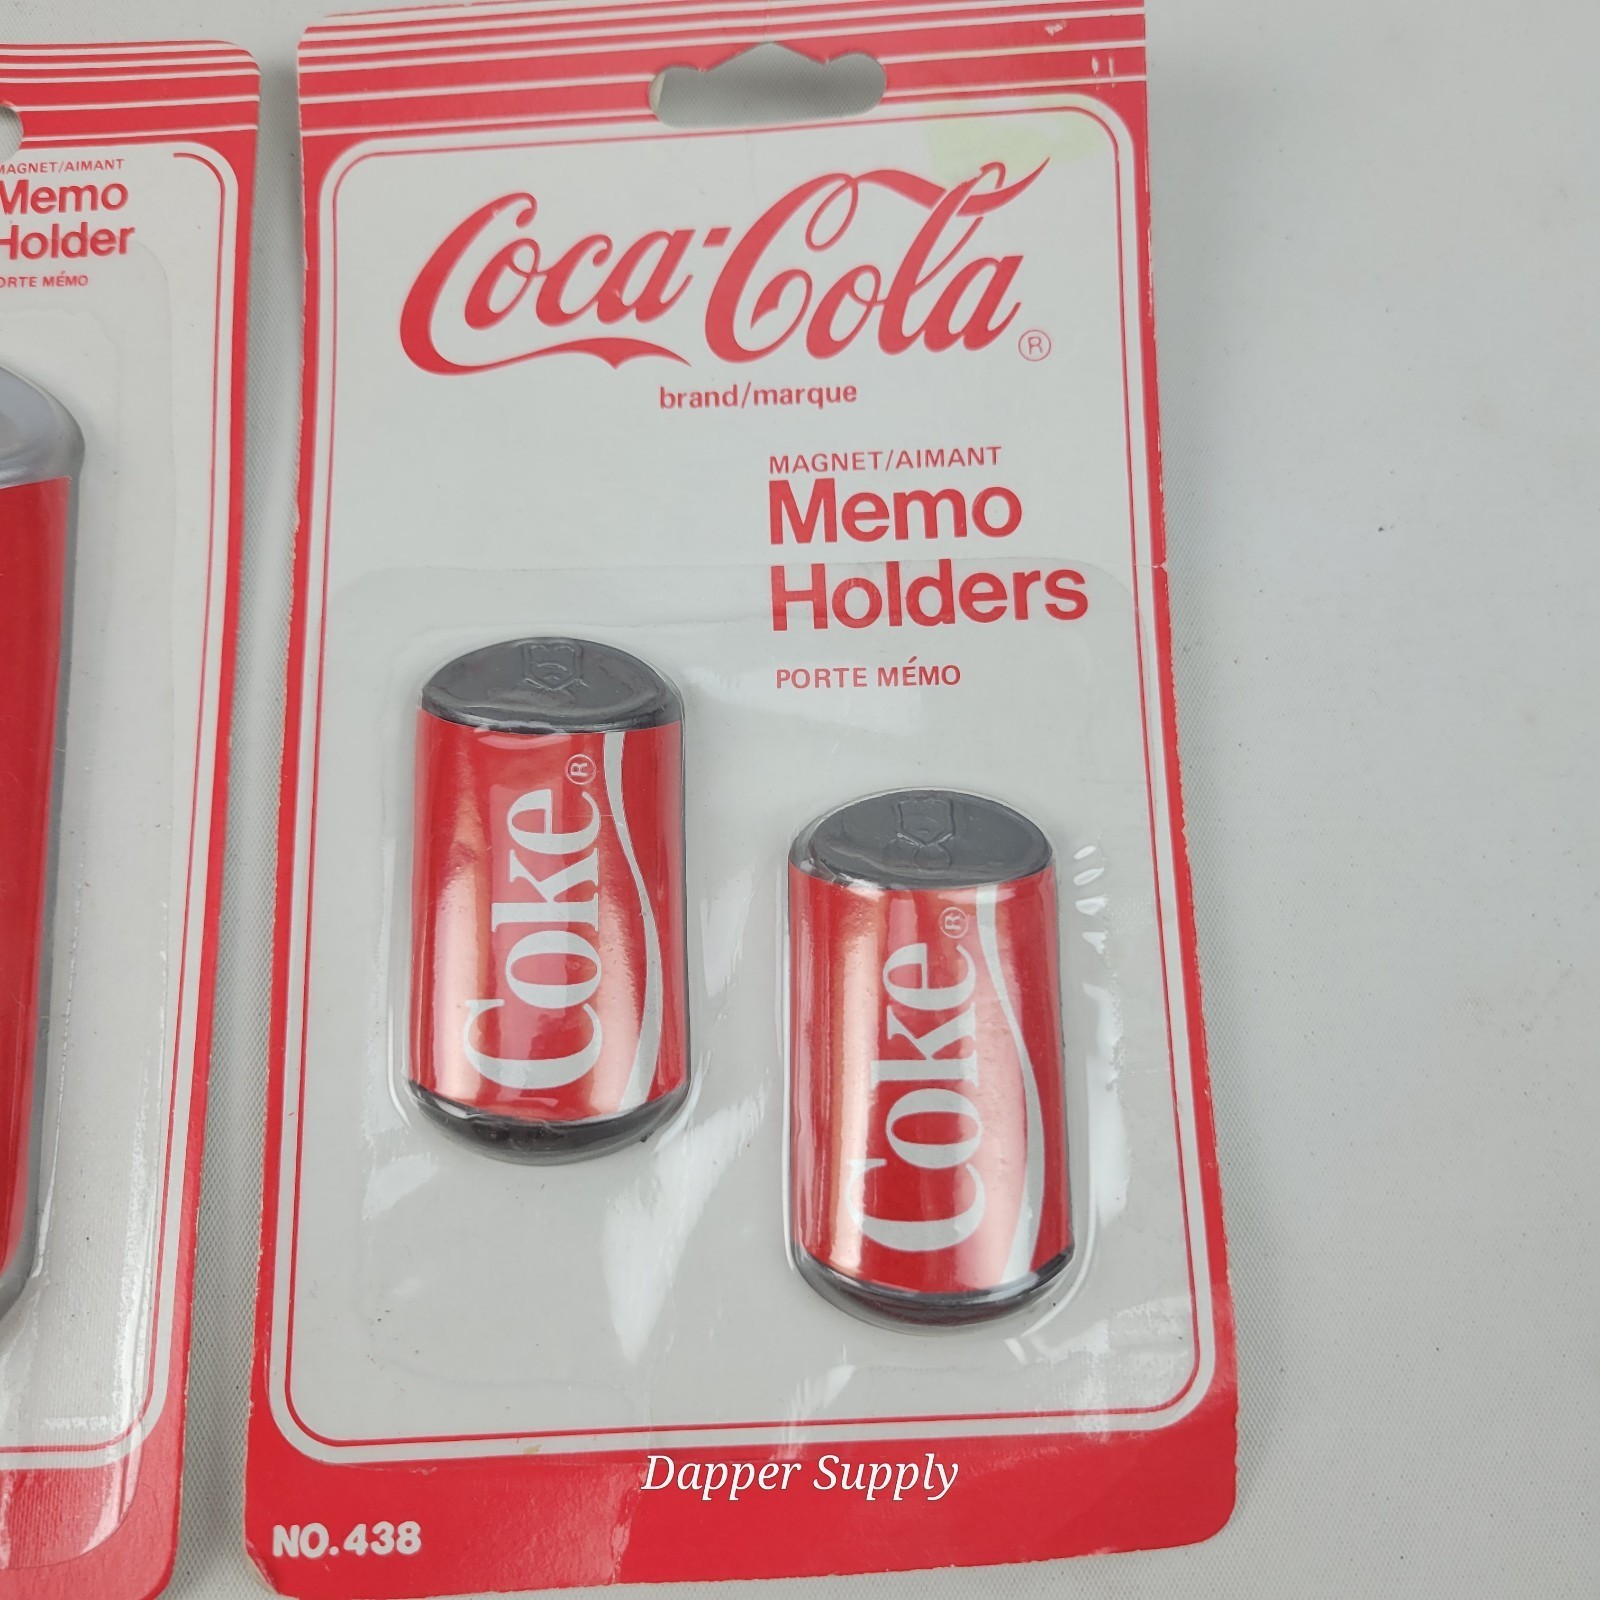 MAGNET/AIMANT
Memo
Holder
PORTE MÉMO
Coca-Cola®
brand/marque
MAGNET/AIMANT
Memo
Holders
PORTE MÉMO
Coke®
Coke®
Dapper Supply
NO.438